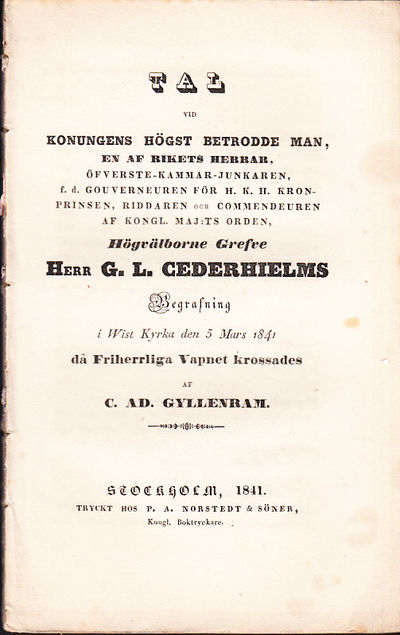 TAL
VID
KONUNGENS HÖGST BETRODDE MAN,
EN AF RIKETS HERRAR,
ÖFVERSTE-KAMMAR-JUNKAREN,
f. d. GOUVERNEUREN FÖR H. K. H. KRON-
PRINSEN, RIDDAREN OCH COMMENDEUREN
AF KONGL. MAJ:TS ORDEN,
Högvälborne Grefve
HERR G. L. CEDERHIELMS
Begrafning
i Wist Kyrka den 5 Mars 1841
då Friherrliga Vapnet krossades
AF
C. AD. GYLLENRAM.
STOCKHOLM, 1841.
TRYCKT HOS P. A. NORSTEDT & SÖNER,
Kongl. Boktryckare.